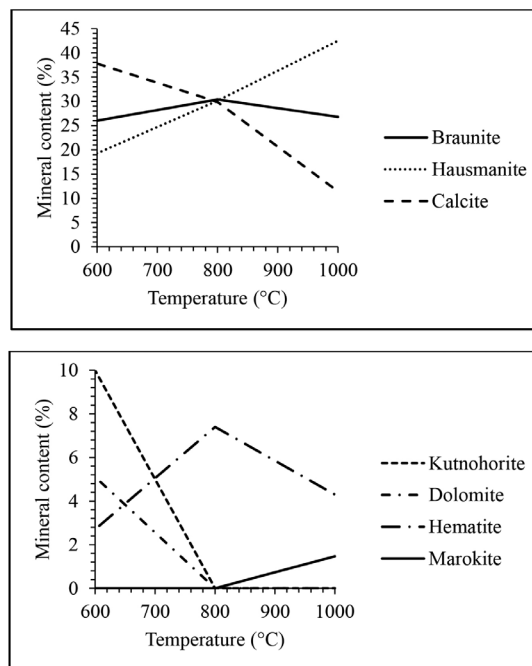 45
40
35
30
25
20
15
10
5
0
Mineral content (%)
600 700 800 900 1000
Temperature (°C)
Braunite
Hausmanite
Calcite
10
8
6
4
2
0
Mineral content (%)
600 700 800 900 1000
Temperature (°C)
Kutnohorite
Dolomite
Hematite
Marokite